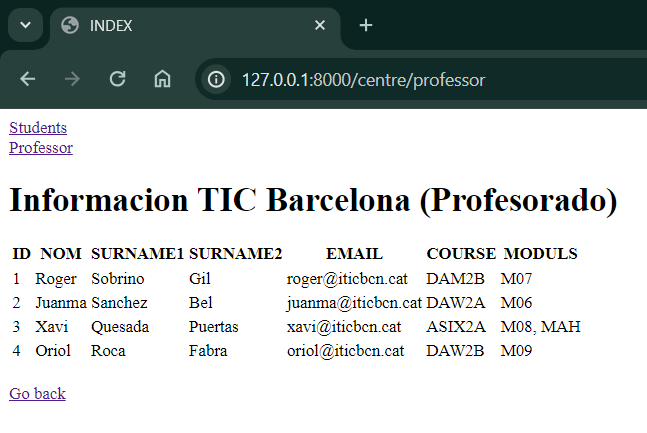 INDEX
127.0.0.1:8000/centre/professor
Students
Professor
Informacion TIC Barcelona (Profesorado)
ID NOM SURNAME1 SURNAME2 EMAIL COURSE MODULS
1 Roger Sobrino Gil roger@iticbcn.cat DAM2B M07
2 Juanma Sanchez Bel juanma@iticbcn.cat DAW2A M06
3 Xavi Quesada Puertas xavi@iticbcn.cat ASIX2A M08, MAH
4 Oriol Roca Fabra oriol@iticbcn.cat DAW2B M09
Go back